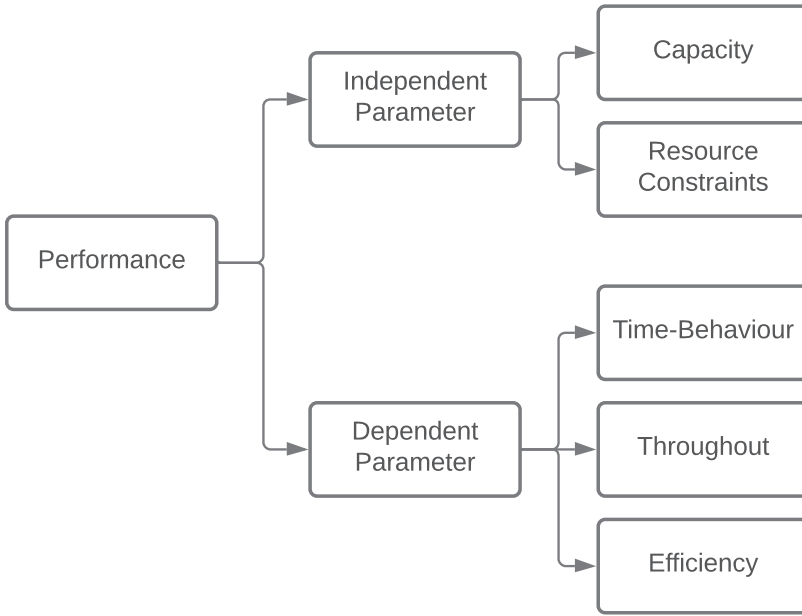 Performance
Independent
Parameter
Capacity
Resource
Constraints
Dependent
Parameter
Time-Behaviour
Throughout
Efficiency